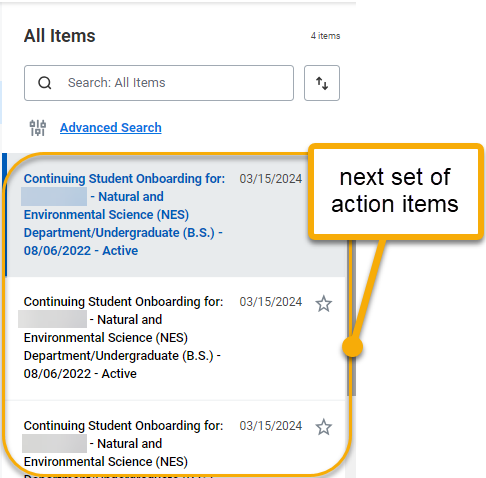 All Items
4 items
Search: All Items
Advanced Search
Continuing Student Onboarding for:
03/15/2024
- Natural and
Environmental Science (NES)
Department/Undergraduate (B.S.) -
08/06/2022 - Active
next set of
action items
Continuing Student Onboarding for:
03/15/2024
- Natural and
Environmental Science (NES)
Department/Undergraduate (B.S.) -
08/06/2022 - Active
Continuing Student Onboarding for:
03/15/2024
- Natural and
Environmental Science (NES)
Department/Undergraduate (B.S.) -